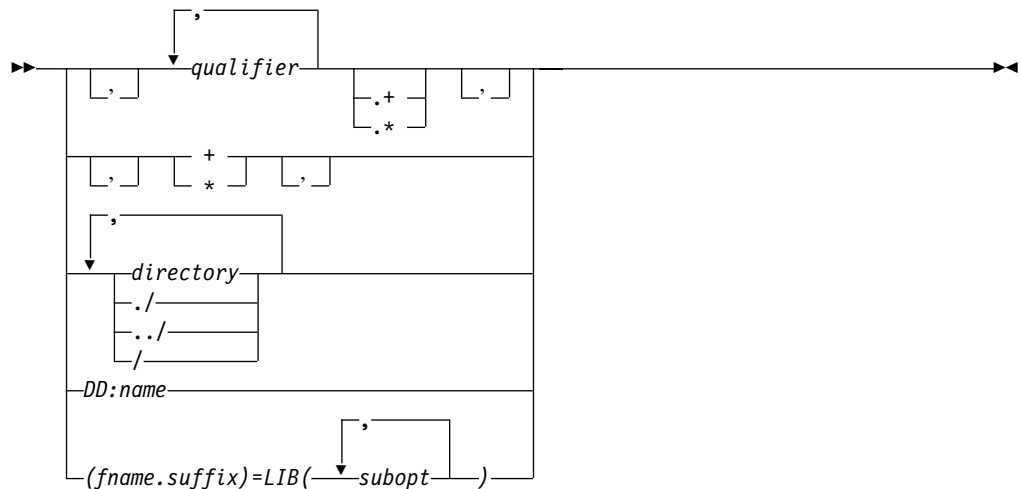 ,
, qualifier .+ ,
.*
, + ,
*
,
directory
./
../
/
DD:name
,
(fname.suffix)=LIB( subopt )